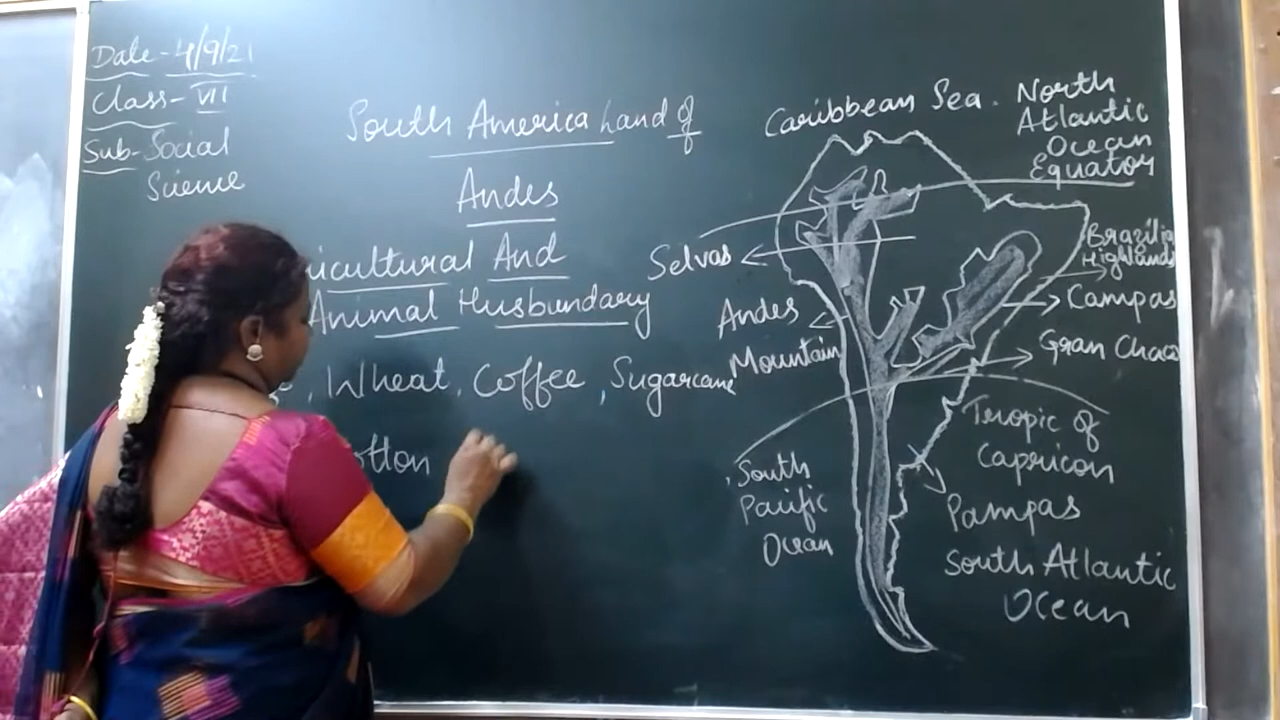 Date-4/9/21
Class-VII
Sub-Social
Science
South America Land of
Andes
icultural And
Animal Husbundary
, Wheat, Coffee, Sugarcane
otton
Caribbean Sea. North
Atlantic
Ocean
Equator
Selvas
Brazilia
Highlands
Andes
Mountain
Campas
Gran Chaco
Teropic of
Capricon
South
Pacific
Ocean
Pampas
South Atlantic
Ocean